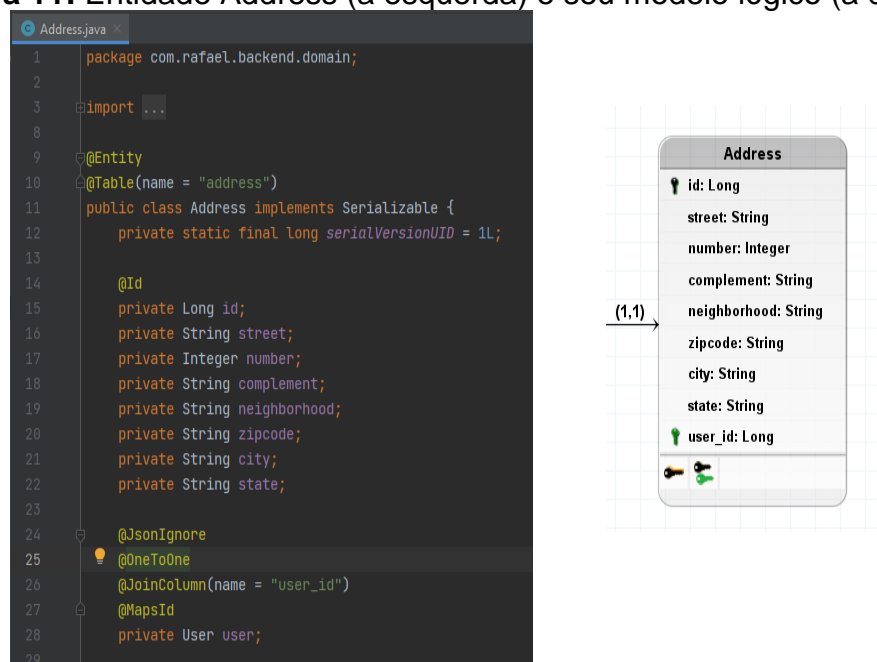 Entidade Address (à esquerda) e seu modelo lógico (à
Address.java
1 package com.rafael.backend.domain;
2
3 import ...
8
9 @Entity
10 @Table(name = "address")
11 public class Address implements Serializable {
12 private static final long serialVersionUID = 1L;
13
14 @Id
15 private Long id;
16 private String street;
17 private Integer number;
18 private String complement;
19 private String neighborhood;
20 private String zipcode;
21 private String city;
22 private String state;
23
24 @JsonIgnore
25 @OneToOne
26 @JoinColumn(name = "user_id")
27 @MapsId
28 private User user;
29
Address
id: Long
street: String
number: Integer
complement: String
(1,1) neighborhood: String
zipcode: String
city: String
state: String
user_id: Long